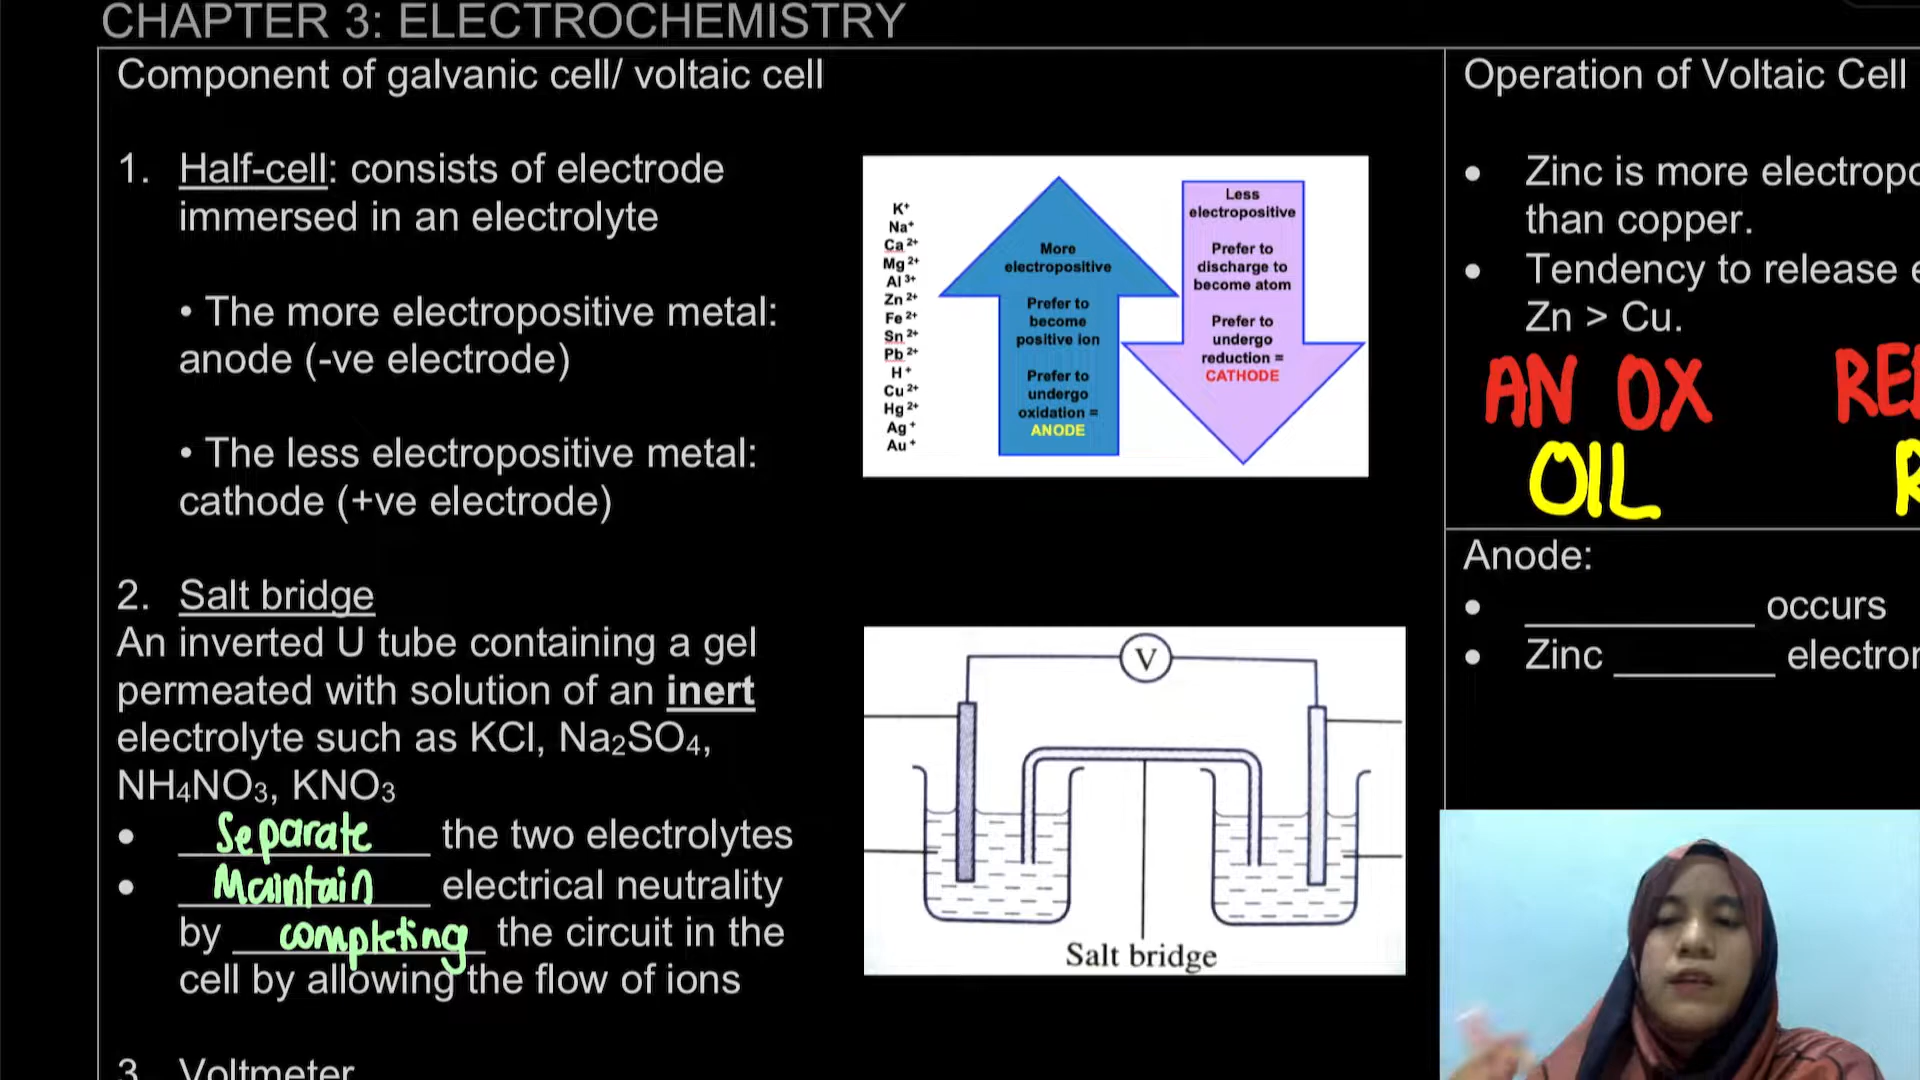 CHAPTER 3: ELECTROCHEMISTRY
Component of galvanic cell/ voltaic cell
1. Half-cell: consists of electrode
immersed in an electrolyte
• The more electropositive metal:
anode (-ve electrode)
• The less electropositive metal:
cathode (+ve electrode)
K⁺
Na⁺
Ca²⁺
Mg²⁺
Al³⁺
Zn²⁺
Fe²⁺
Sn²⁺
Pb²⁺
H⁺
Cu²⁺
Hg²⁺
Ag⁺
Au⁺
More
electropositive
Prefer to
become
positive ion
Prefer to
undergo
oxidation =
ANODE
Less
electropositive
Prefer to
discharge to
become atom
Prefer to
undergo
reduction =
CATHODE
2. Salt bridge
An inverted U tube containing a gel
permeated with solution of an inert
electrolyte such as KCl, Na₂SO₄,
NH₄NO₃, KNO₃
• Separate the two electrolytes
• Maintain electrical neutrality
by completing the circuit in the
cell by allowing the flow of ions
V
Salt bridge
3. Voltmeter
Operation of Voltaic Cell
• Zinc is more electropo
than copper.
• Tendency to release e
Zn > Cu.
AN OX RE
OIL R
Anode:
• __________ occurs
• Zinc _______ electron